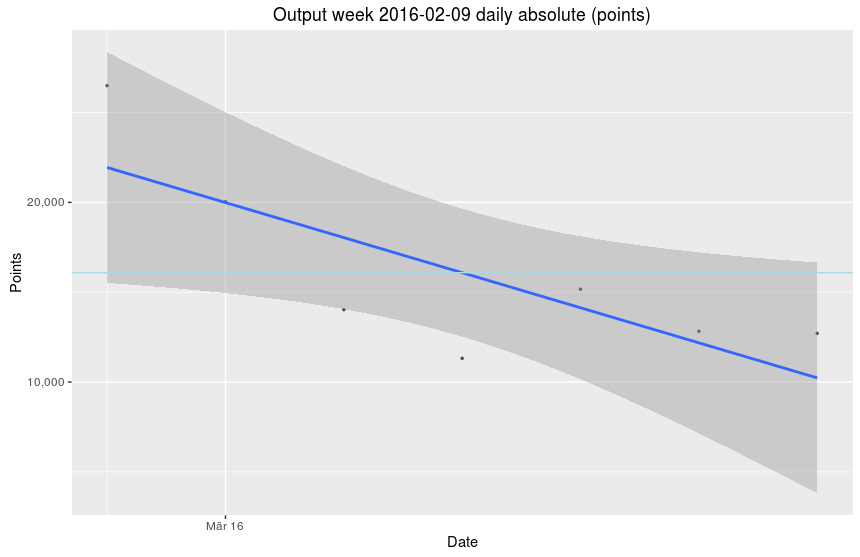 Output week 2016-02-09 daily absolute (points)
Points
20,000
10,000
Mär 16
Date